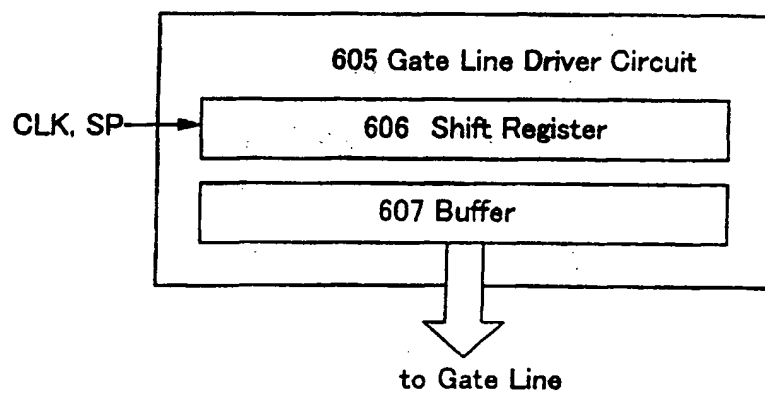 605 Gate Line Driver Circuit
CLK, SP
606 Shift Register
607 Buffer
to Gate Line